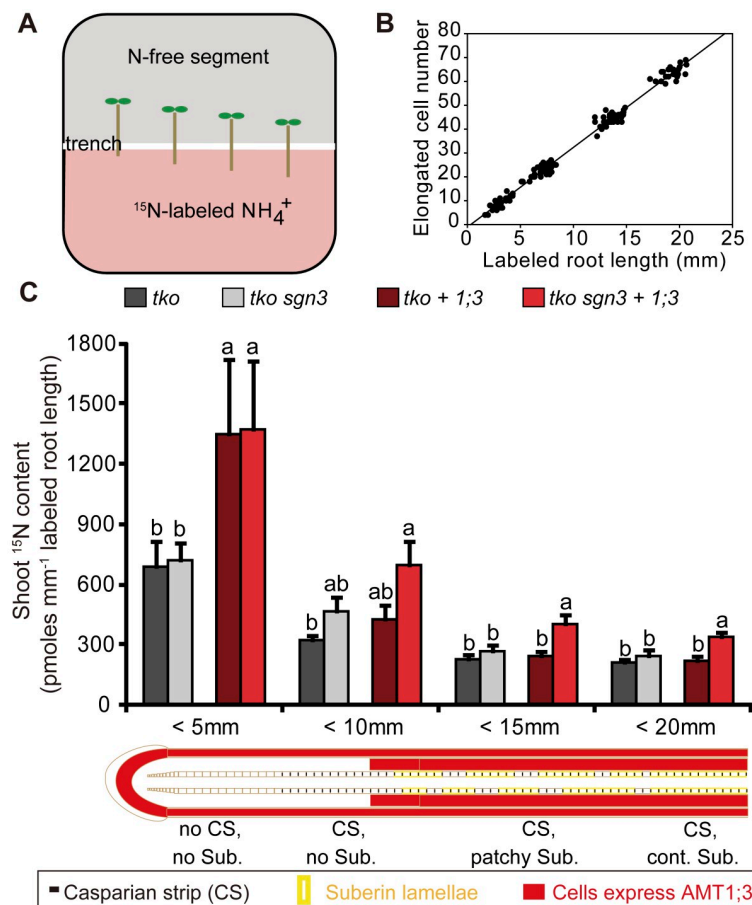 A
N-free segment
trench
¹⁵N-labeled NH₄⁺
B
Elongated cell number
80
70
60
50
40
30
20
10
0
0 5 10 15 20 25
Labeled root length (mm)
C
tko
tko sgn3
tko + 1;3
tko sgn3 + 1;3
Shoot ¹⁵N content
(pmoles mm⁻¹ labeled root length)
1800
1500
1200
900
600
300
0
b b a a
b ab ab a
b b b a
b b b a
< 5mm < 10mm < 15mm < 20mm
no CS,
no Sub.
CS,
no Sub.
CS,
patchy Sub.
CS,
cont. Sub.
Casparian strip (CS)
Suberin lamellae
Cells express AMT1;3